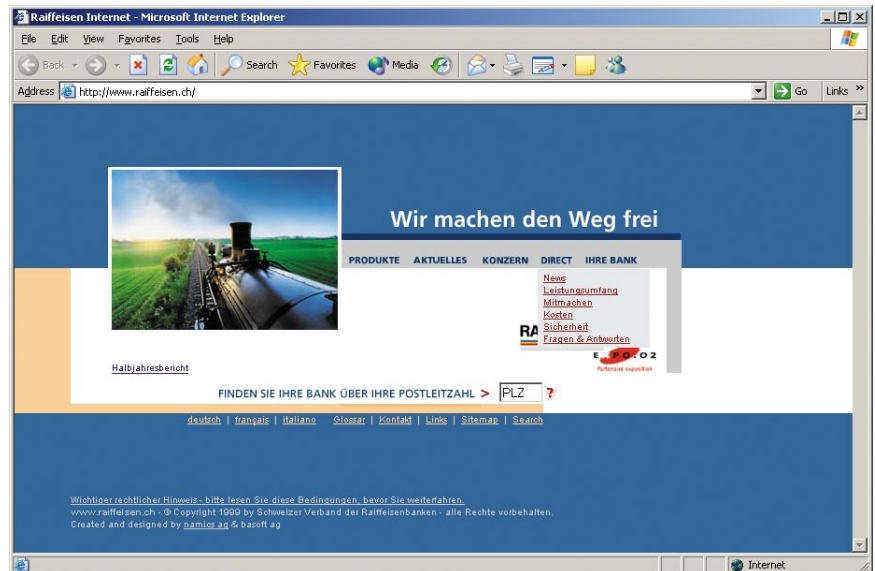 Raiffeisen Internet - Microsoft Internet Explorer
File Edit View Favorites Tools Help
Back Search Favorites Media
Address http://www.raiffeisen.ch/ Go Links »
Wir machen den Weg frei
PRODUKTE AKTUELLES KONZERN DIRECT IHRE BANK
News
Leistungsumfang
Mitmachen
Kosten
Sicherheit
Fragen & Antworten
RA
EXPO.02
Partenaire exposition
Halbjahresbericht
FINDEN SIE IHRE BANK ÜBER IHRE POSTLEITZAHL > PLZ ?
deutsch | français | italiano Glossar | Kontakt | Links | Sitemap | Search
Wichtiger rechtlicher Hinweis - bitte lesen Sie diese Bedingungen, bevor Sie weiterfahren.
www.raiffeisen.ch - © Copyright 1999 by Schweizer Verband der Raiffeisenbanken - alle Rechte vorbehalten.
Created and designed by namics ag & basoft ag
Internet